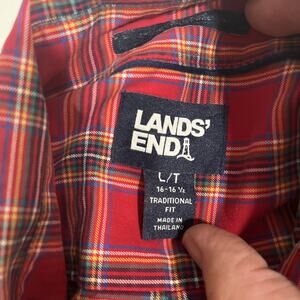 LANDS'
END
L/T
16-16 ½
TRADITIONAL
FIT
MADE IN
THAILAND